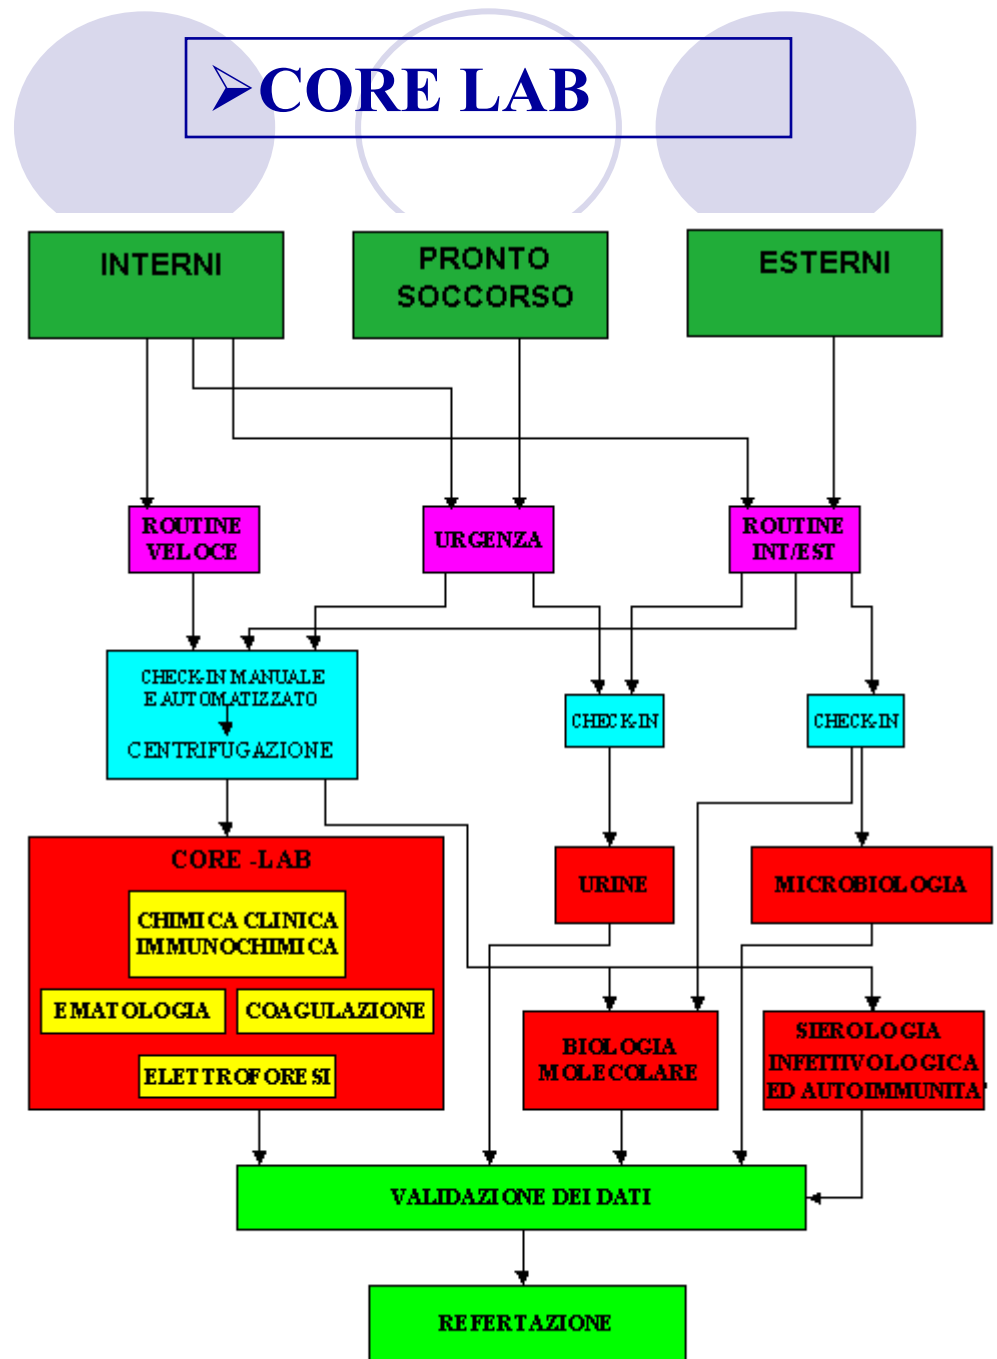 ➢CORE LAB
INTERNI
PRONTO
SOCCORSO
ESTERNI
ROUTINE
VELOCE
URGENZA
ROUTINE
INT/EST
CHECK-IN MANUALE
E AUTOMATIZZATO
CENTRIFUGAZIONE
CHECK-IN
CHECK-IN
CORE -LAB
CHIMICA CLINICA
IMMUNOCHIMICA
EMATOLOGIA
COAGULAZIONE
ELETTROFORESI
URINE
MICROBIOLOGIA
BIOLOGIA
MOLECOLARE
SIEROLOGIA
INFETTIVOLOGICA
ED AUTOIMMUNITA'
VALIDAZIONE DEI DATI
REFERTAZIONE